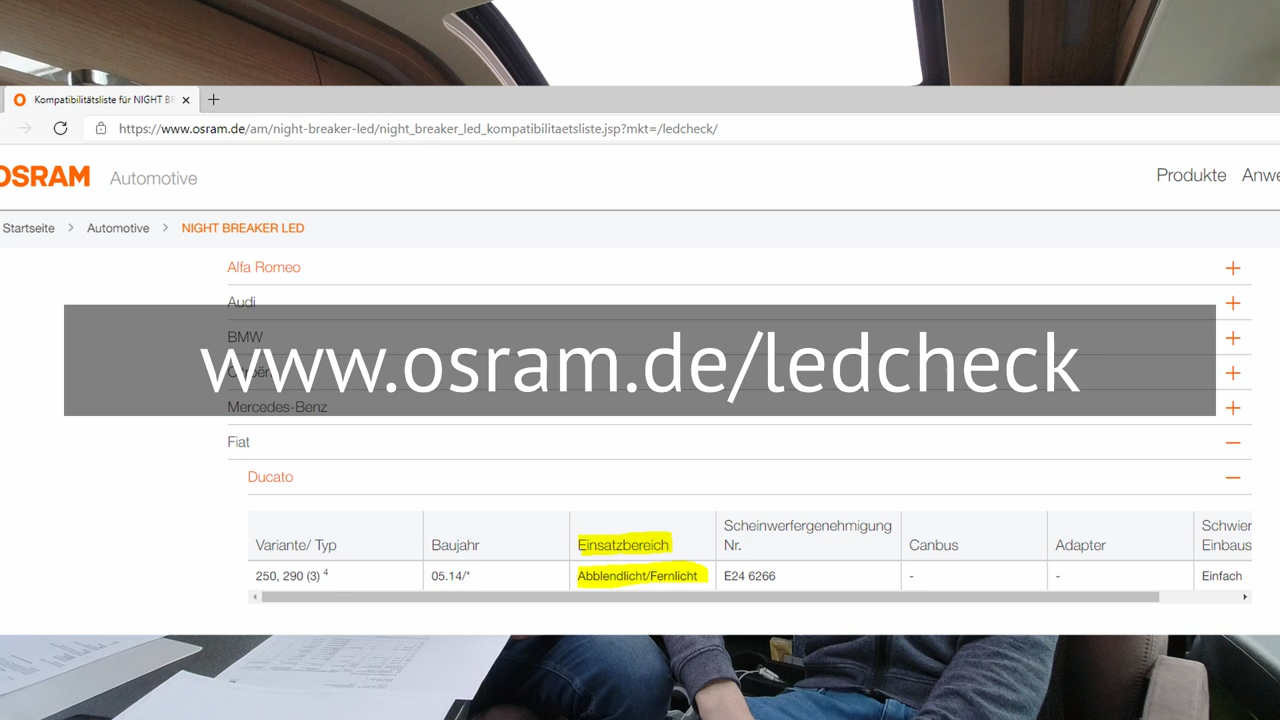 Kompatibilitätsliste für NIGHT BR
https://www.osram.de/am/night-breaker-led/night_breaker_led_kompatibilitaetsliste.jsp?mkt=/ledcheck/
OSRAM Automotive
Produkte Anwe
Startseite > Automotive > NIGHT BREAKER LED
Alfa Romeo
Audi
BMW
www.osram.de/ledcheck
Citroën
Mercedes-Benz
Fiat
Ducato
Variante/ Typ Baujahr Einsatzbereich Scheinwerfergenehmigung Nr. Canbus Adapter Schwier Einbaus
250, 290 (3) 4 05.14/* Abblendlicht/Fernlicht E24 6266 - - Einfach